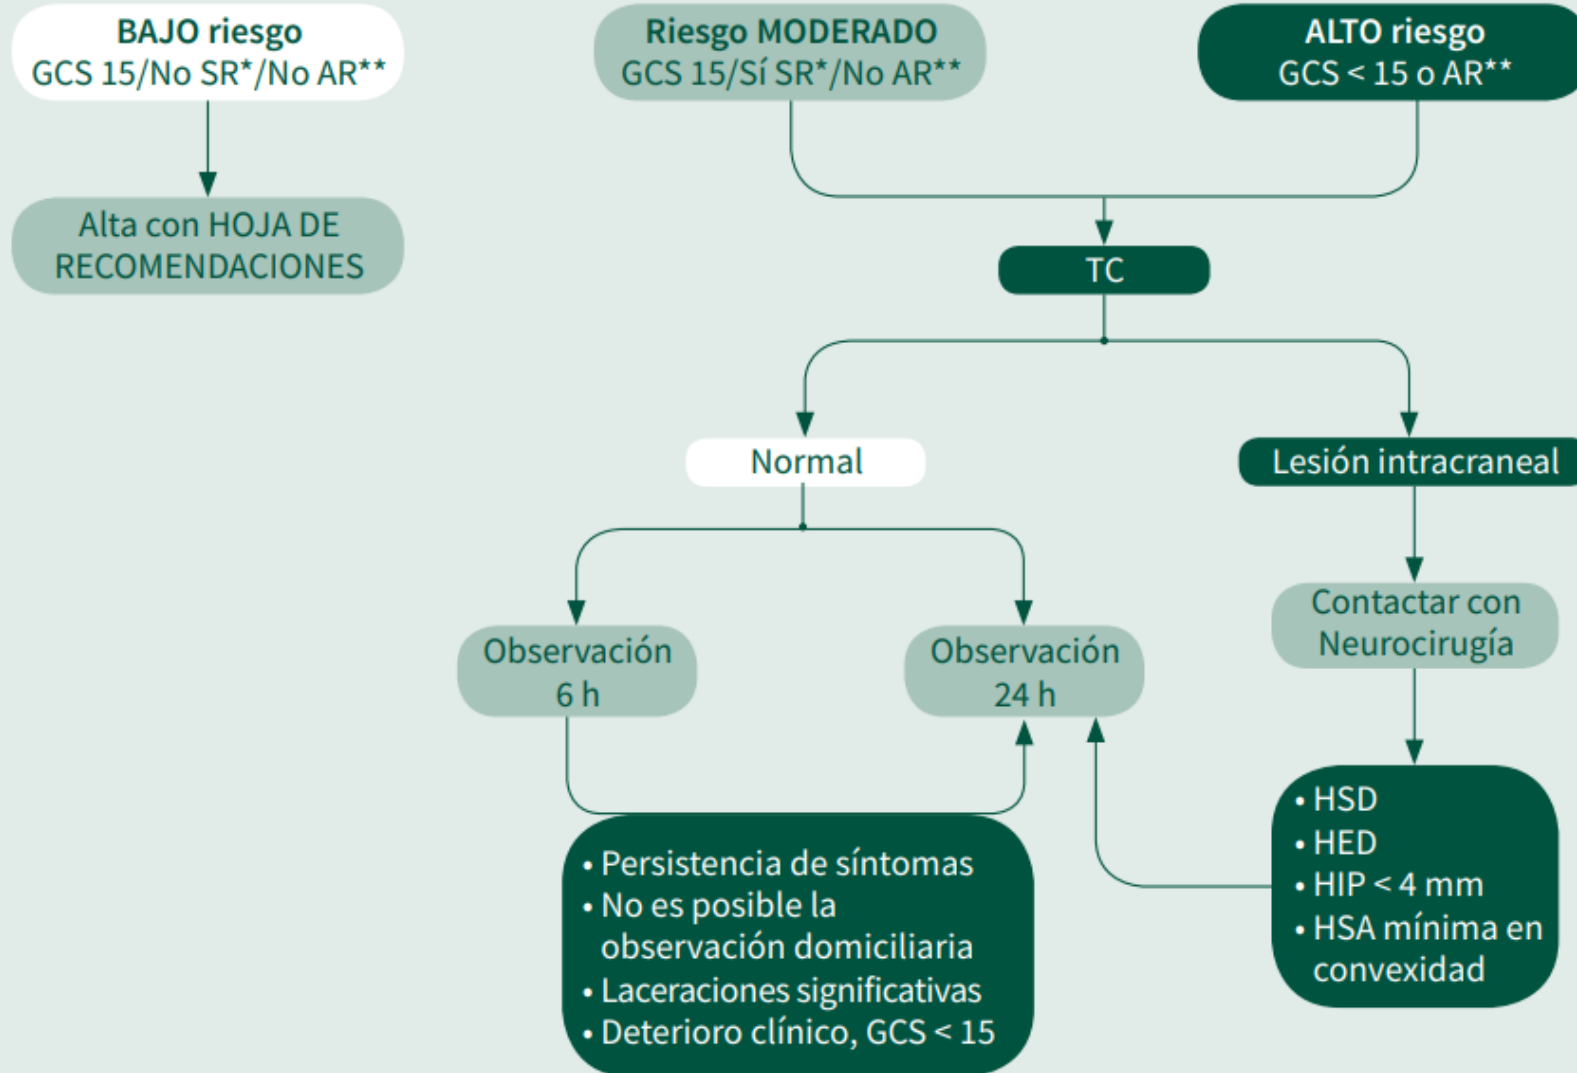 BAJO riesgo
GCS 15/No SR*/No AR**
Riesgo MODERADO
GCS 15/Sí SR*/No AR**
ALTO riesgo
GCS < 15 o AR**
Alta con HOJA DE
RECOMENDACIONES
TC
Normal
Lesión intracraneal
Observación
6 h
Observación
24 h
Contactar con
Neurocirugía
• Persistencia de síntomas
• No es posible la
observación domiciliaria
• Laceraciones significativas
• Deterioro clínico, GCS < 15
• HSD
• HED
• HIP < 4 mm
• HSA mínima en
convexidad